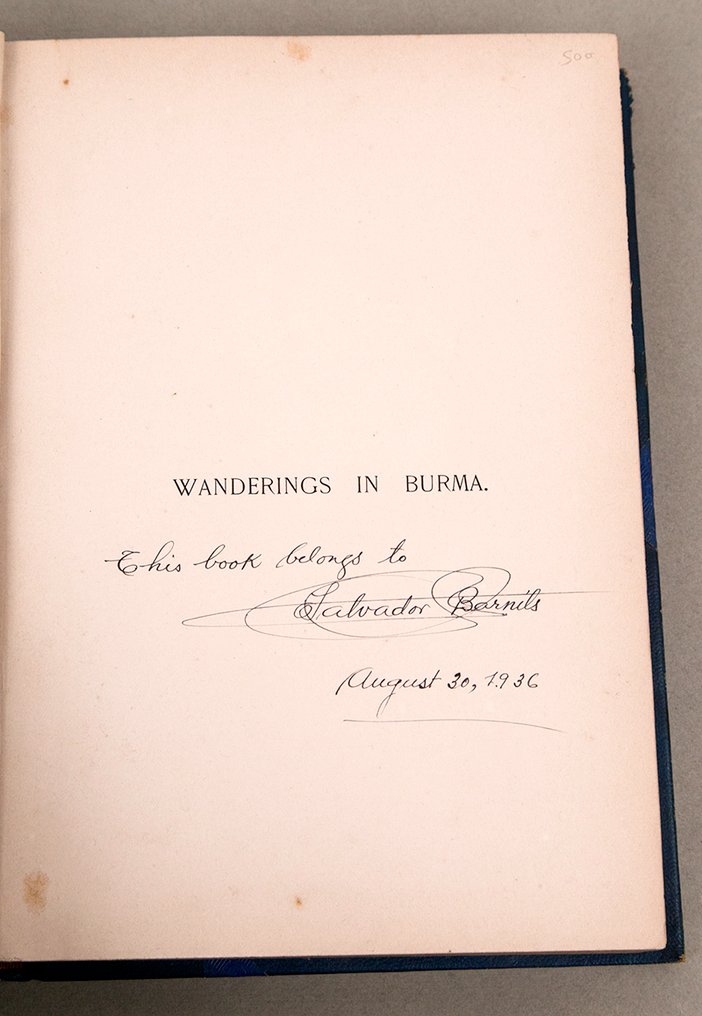 500
WANDERINGS IN BURMA.
This book belongs to
Salvador Barnils
August 30, 1936